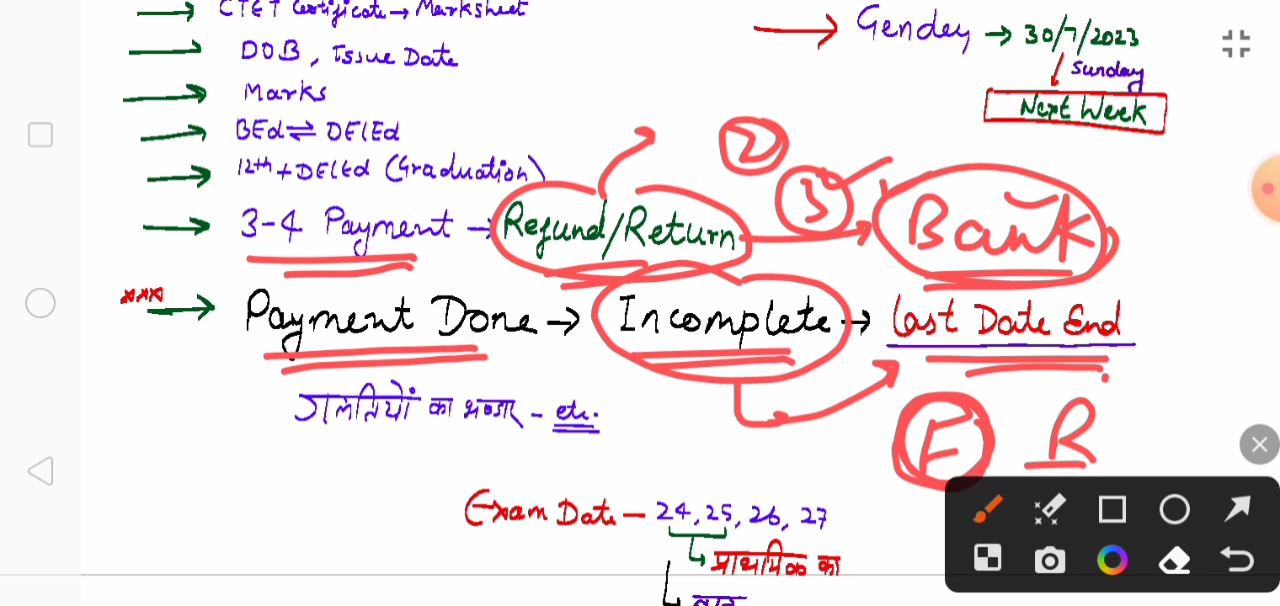 CTET Certificate → Marksheet
DOB, Issue Date
Marks
BEd ⇌ DElEd
12th + DElEd (Graduation)
3-4 Payment → Refund/Return → Bank
Gender → 30/7/2023
Sunday
Next Week
2
3
xxx → Payment Done → Incomplete → Last Date End
गलतियों का भण्डार - etc.
F R
Exam Date - 24, 25, 26, 27
प्राथमिक का